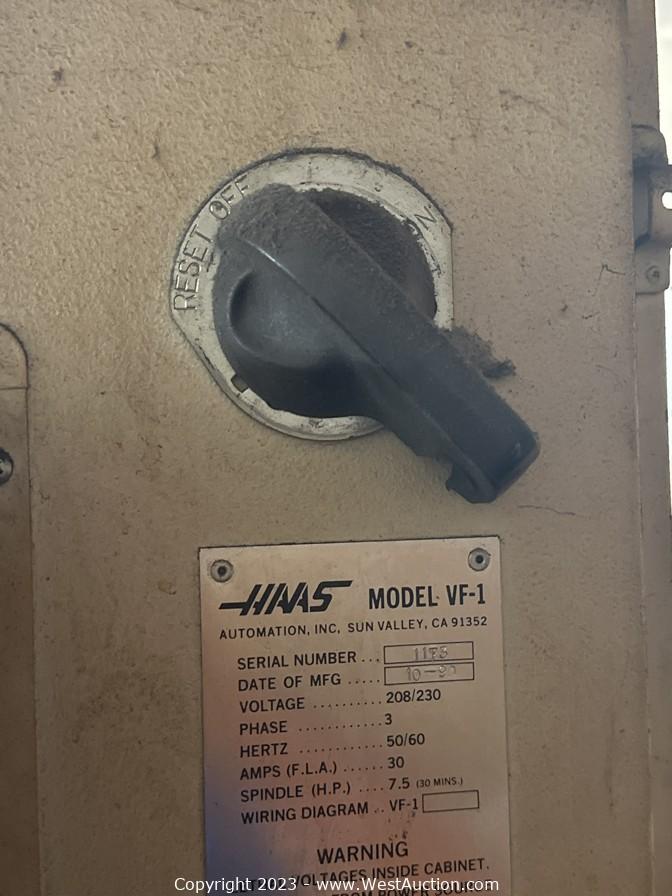 RESET OFF
HAAS MODEL VF-1
AUTOMATION, INC. SUN VALLEY, CA 91352
SERIAL NUMBER ...
DATE OF MFG .....
VOLTAGE .......... 208/230
PHASE ........... 3
HERTZ ............ 50/60
AMPS (F.L.A.) ...... 30
SPINDLE (H.P.) .... 7.5 (30 MINS.)
WIRING DIAGRAM .. VF-1
WARNING
VOLTAGES INSIDE CABINET.
FROM POWER
Copyright 2023 - www.WestAuction.com